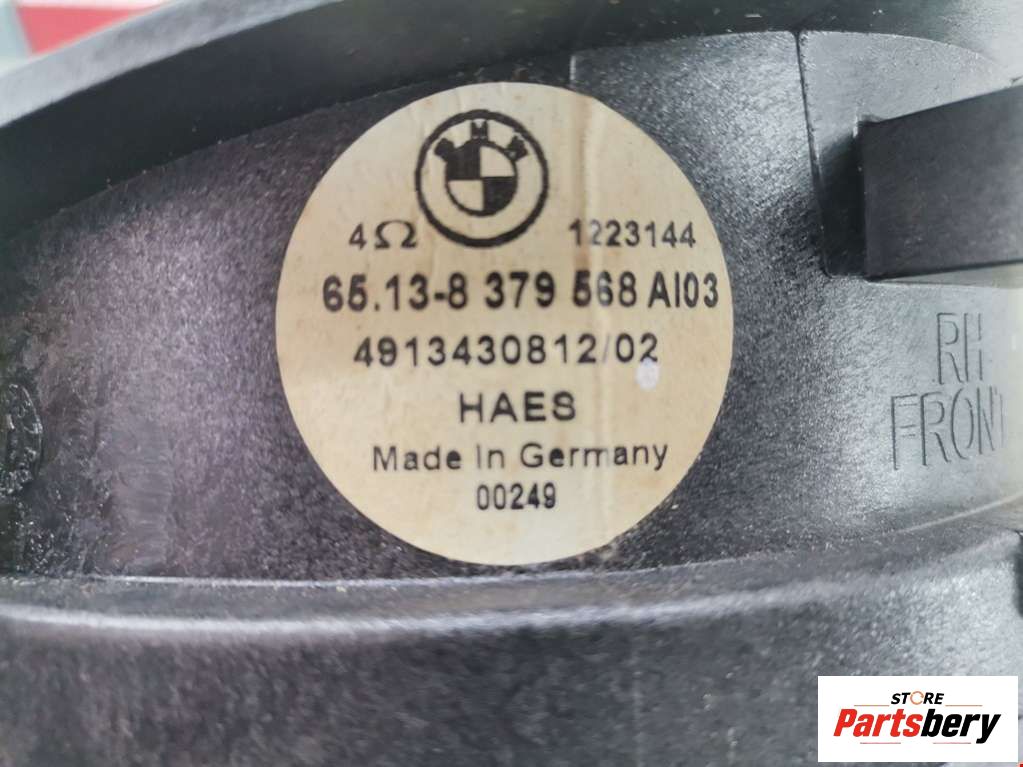 BMW
4Ω 1223144
65.13-8 379 568 AI03
4913430812/02
HAES
Made In Germany
00249
RH
FRONT
STORE
Partsbery